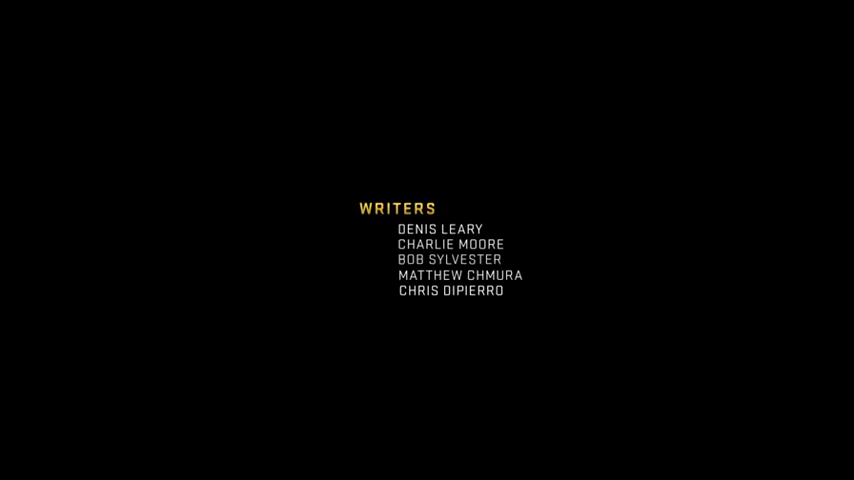 WRITERS
DENIS LEARY
CHARLIE MOORE
BOB SYLVESTER
MATTHEW CHMURA
CHRIS DIPIERRO